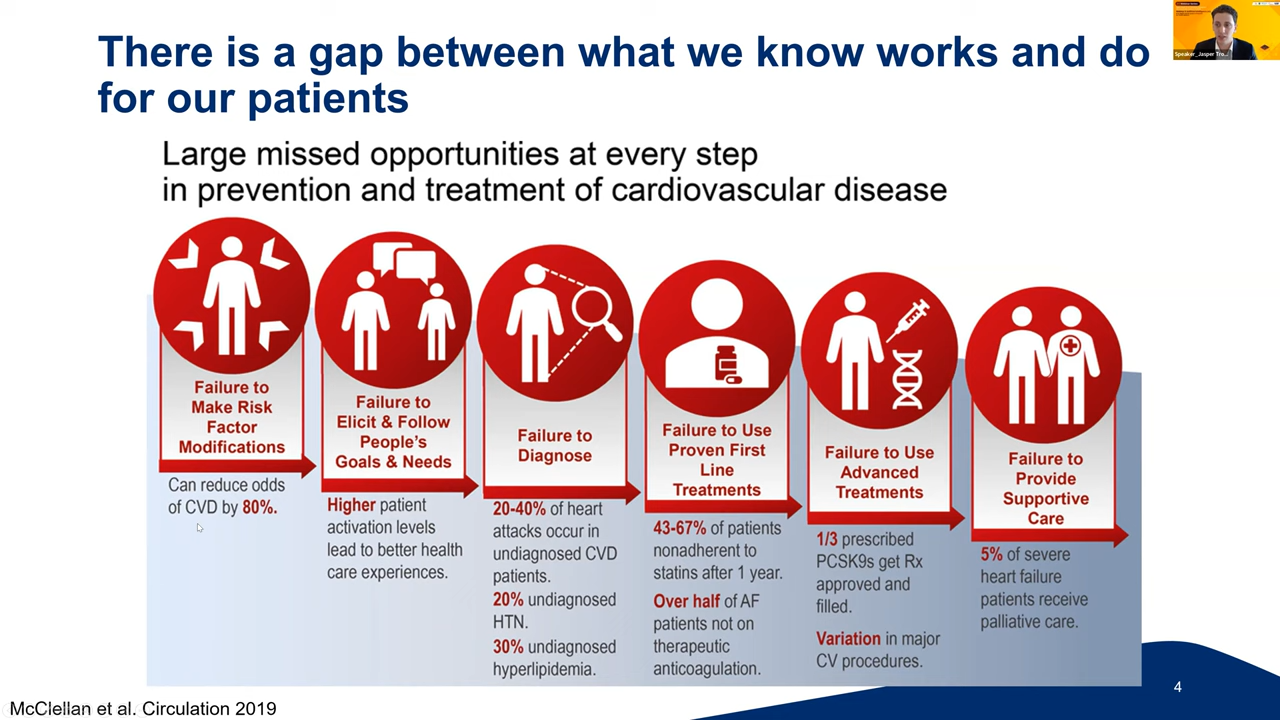 There is a gap between what we know works and do
for our patients
Large missed opportunities at every step
in prevention and treatment of cardiovascular disease
Failure to
Make Risk
Factor
Modifications
Can reduce odds
of CVD by 80%.
Failure to
Elicit & Follow
People's
Goals & Needs
Higher patient
activation levels
lead to better health
care experiences.
Failure to
Diagnose
20-40% of heart
attacks occur in
undiagnosed CVD
patients.
20% undiagnosed
HTN.
30% undiagnosed
hyperlipidemia.
Failure to Use
Proven First
Line
Treatments
43-67% of patients
nonadherent to
statins after 1 year.
Over half of AF
patients not on
therapeutic
anticoagulation.
Failure to Use
Advanced
Treatments
1/3 prescribed
PCSK9s get Rx
approved and
filled.
Variation in major
CV procedures.
Failure to
Provide
Supportive
Care
5% of severe
heart failure
patients receive
palliative care.
McClellan et al. Circulation 2019
4
Speaker_Jasper Tro...